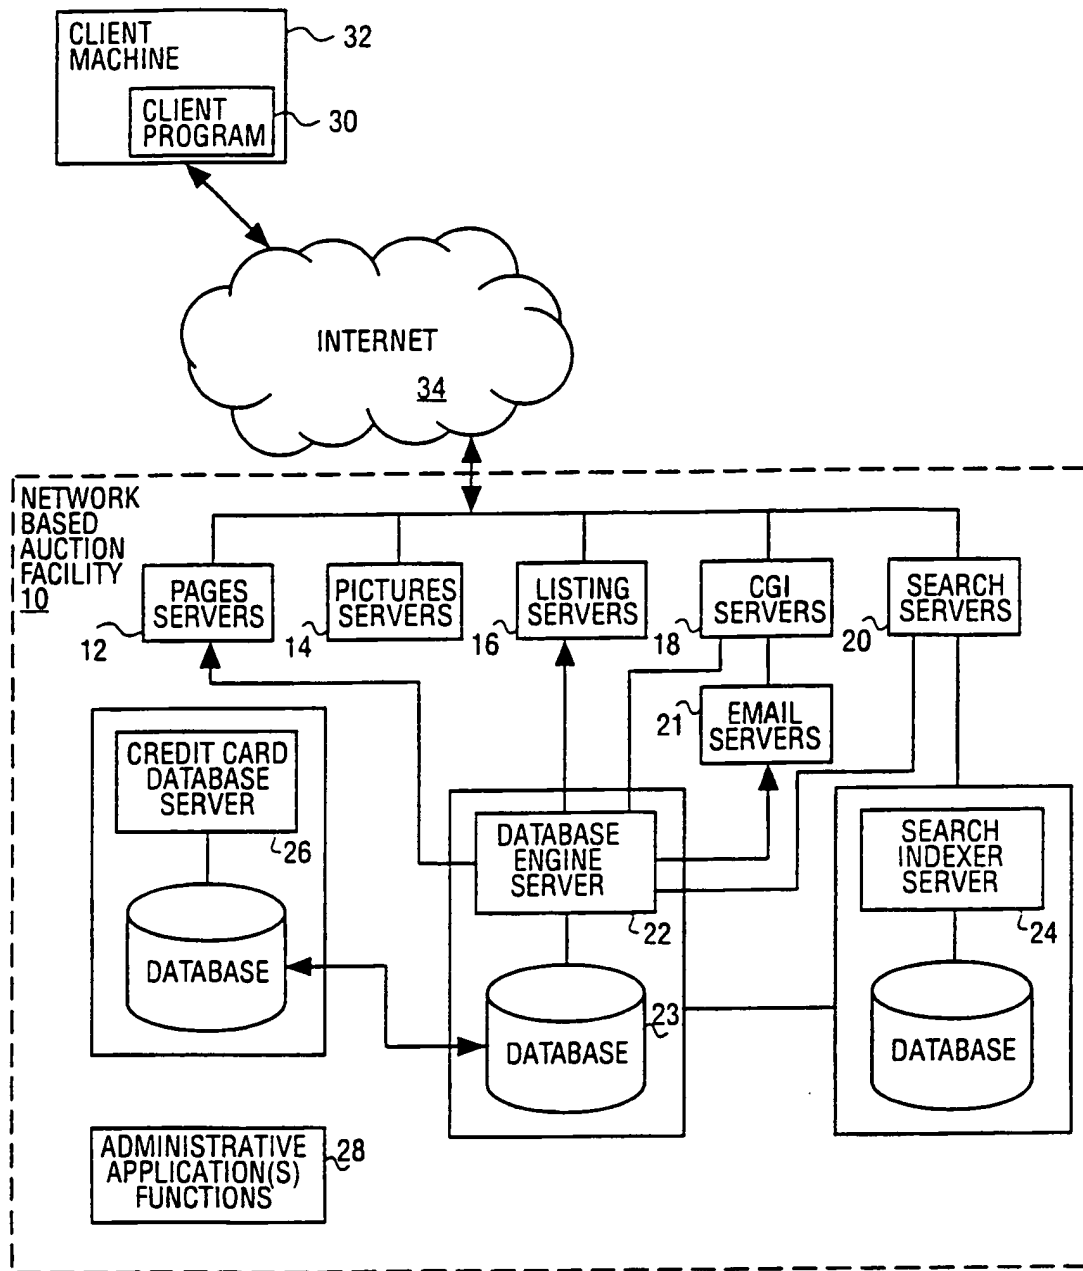 CLIENT
MACHINE
32
CLIENT
PROGRAM
30
INTERNET
34
NETWORK
BASED
AUCTION
FACILITY
10
PAGES
SERVERS
12
PICTURES
SERVERS
14
LISTING
SERVERS
16
CGI
SERVERS
18
SEARCH
SERVERS
20
EMAIL
SERVERS
21
CREDIT CARD
DATABASE
SERVER
26
DATABASE
DATABASE
ENGINE
SERVER
22
DATABASE
23
SEARCH
INDEXER
SERVER
24
DATABASE
ADMINISTRATIVE
APPLICATION(S)
FUNCTIONS
28